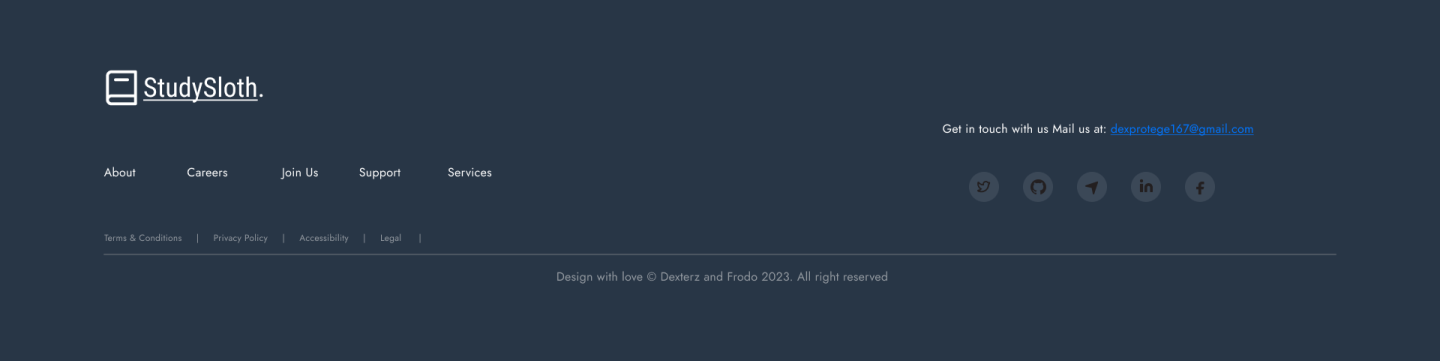 StudySloth.
Get in touch with us Mail us at: dexprotege167@gmail.com
About Careers Join Us Support Services
Terms & Conditions | Privacy Policy | Accessibility | Legal |
Design with love © Dexterz and Frodo 2023. All right reserved